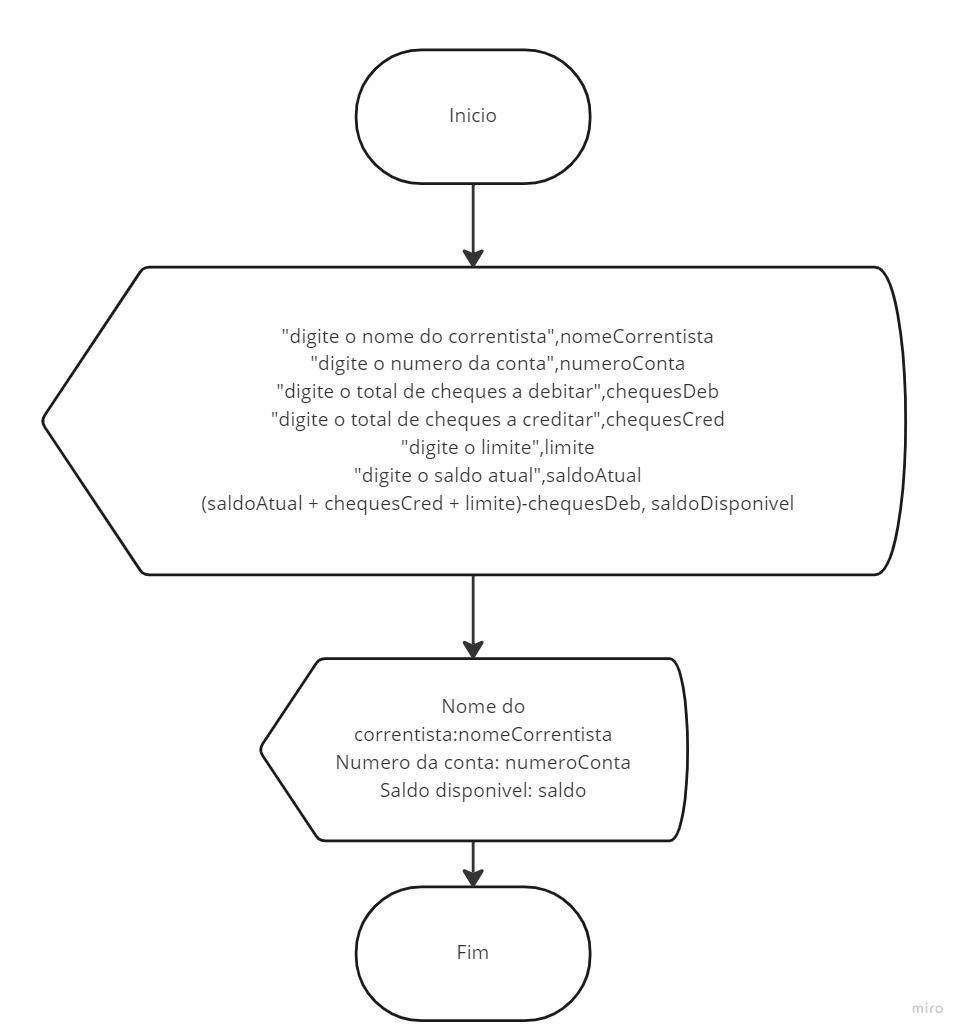 Inicio
"digite o nome do correntista",nomeCorrentista
"digite o numero da conta",numeroConta
"digite o total de cheques a debitar",chequesDeb
"digite o total de cheques a creditar",chequesCred
"digite o limite",limite
"digite o saldo atual",saldoAtual
(saldoAtual + chequesCred + limite)-chequesDeb, saldoDisponivel
Nome do
correntista:nomeCorrentista
Numero da conta: numeroConta
Saldo disponivel: saldo
Fim
miro